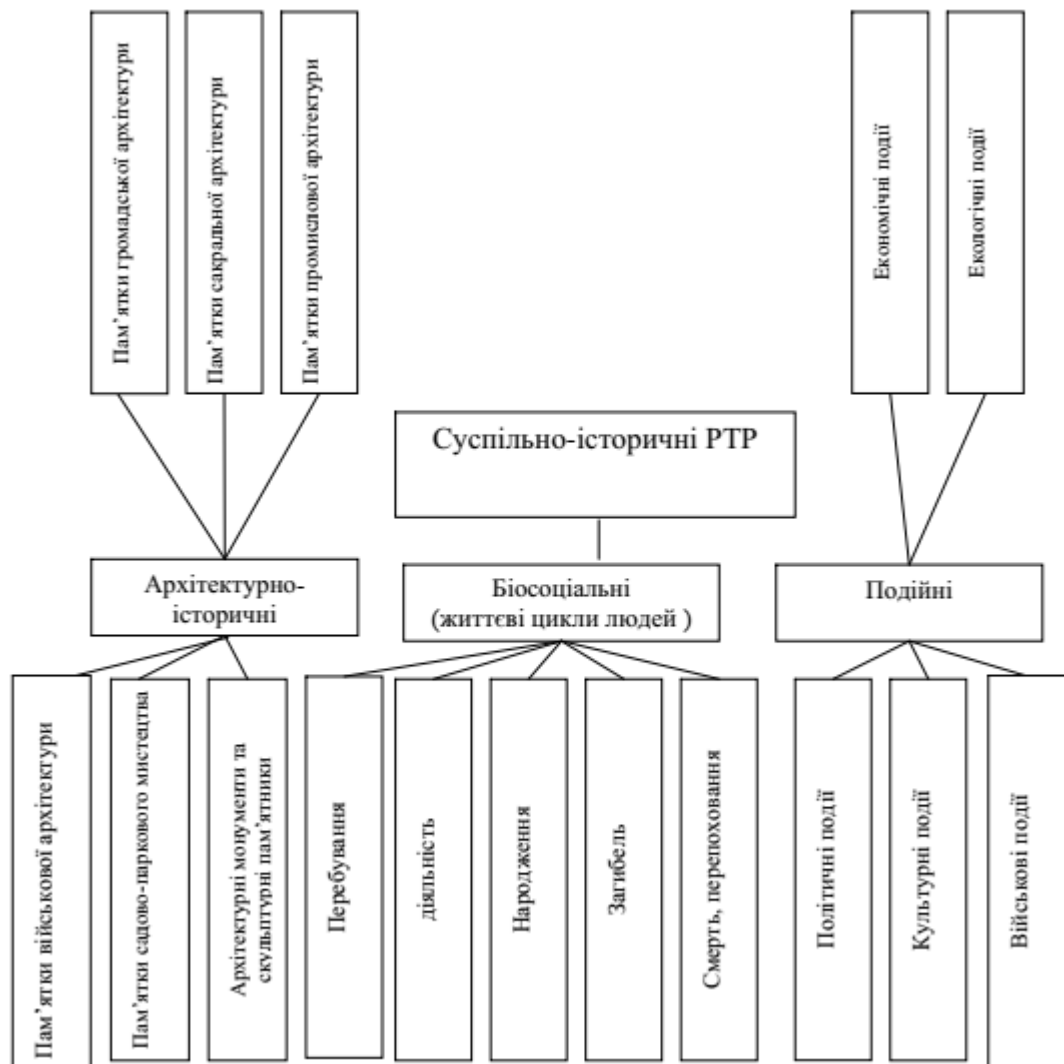 Пам’ятки громадської архітектури
Пам’ятки сакральної архітектури
Пам’ятки промислової архітектури
Економічні події
Екологічні події
Суспільно-історичні РТР
Архітектурно-
історичні
Біосоціальні
(життєві цикли людей )
Подійні
Пам’ятки військової архітектури
Пам’ятки садово-паркового мистецтва
Архітектурні монументи та
скульптурні пам’ятники
Перебування
діяльність
Народження
Загибель
Смерть, перепоховання
Політичні події
Культурні події
Військові події